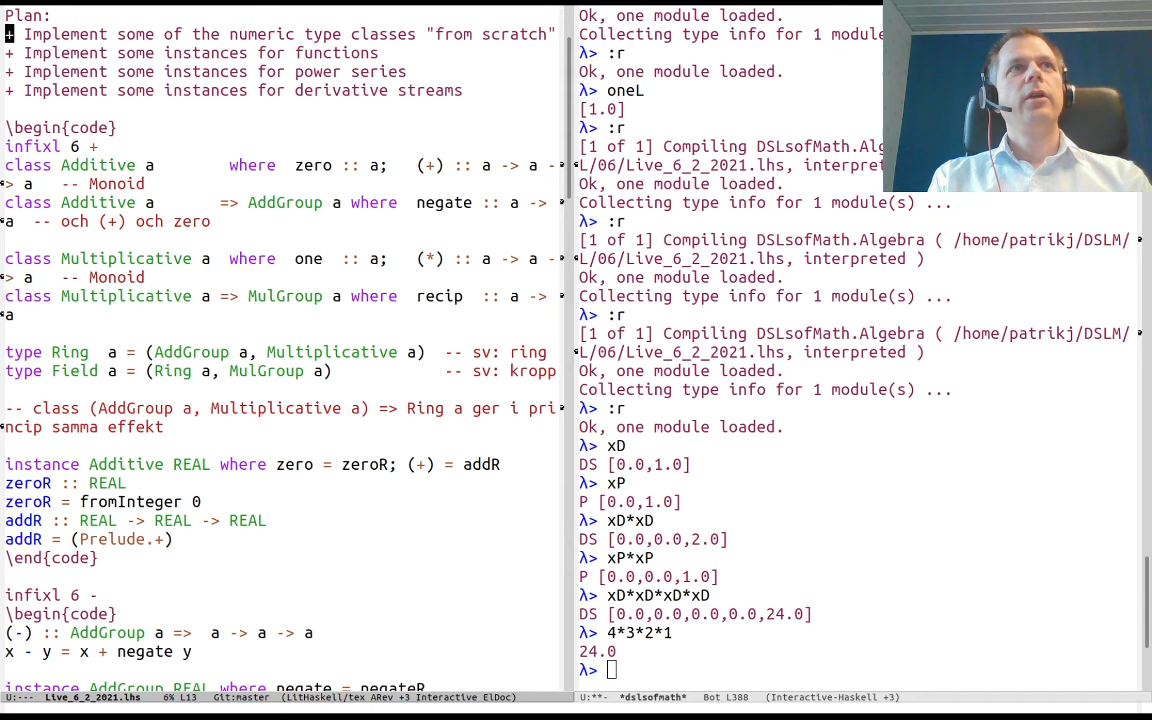 Plan:
+ Implement some of the numeric type classes "from scratch"
+ Implement some instances for functions
+ Implement some instances for power series
+ Implement some instances for derivative streams
\begin{code}
infixl 6 +
class Additive a       where  zero :: a;   (+) :: a -> a -
> a   -- Monoid
class Additive a      => AddGroup a where  negate :: a ->
a  -- och (+) och zero
class Multiplicative a  where  one  :: a;   (*) :: a -> a -
> a   -- Monoid
class Multiplicative a => MulGroup a where  recip  :: a ->
a
type Ring  a = (AddGroup a, Multiplicative a)  -- sv: ring
type Field a = (Ring a, MulGroup a)            -- sv: kropp
-- class (AddGroup a, Multiplicative a) => Ring a ger i pri
ncip samma effekt
instance Additive REAL where zero = zeroR; (+) = addR
zeroR :: REAL
zeroR = fromInteger 0
addR :: REAL -> REAL -> REAL
addR = (Prelude.+)
\end{code}
infixl 6 -
\begin{code}
(-) :: AddGroup a =>  a -> a -> a
x - y = x + negate y
instance AddGroup REAL where negate = negateR
U:---  Live_6_2_2021.lhs   6% L13   Git:master  (LitHaskell/tex ARev +3 Interactive ElDoc)
Ok, one module loaded.
Collecting type info for 1 module
λ> :r
Ok, one module loaded.
λ> oneL
[1.0]
λ> :r
[1 of 1] Compiling DSLsofMath.Alg
L/06/Live_6_2_2021.lhs, interpret
Ok, one module loaded.
Collecting type info for 1 module(s) ...
λ> :r
[1 of 1] Compiling DSLsofMath.Algebra ( /home/patrikj/DSLM/
L/06/Live_6_2_2021.lhs, interpreted )
Ok, one module loaded.
Collecting type info for 1 module(s) ...
λ> :r
[1 of 1] Compiling DSLsofMath.Algebra ( /home/patrikj/DSLM/
L/06/Live_6_2_2021.lhs, interpreted )
Ok, one module loaded.
Collecting type info for 1 module(s) ...
λ> :r
Ok, one module loaded.
λ> xD
DS [0.0,1.0]
λ> xP
P [0.0,1.0]
λ> xD*xD
DS [0.0,0.0,2.0]
λ> xP*xP
P [0.0,0.0,1.0]
λ> xD*xD*xD*xD
DS [0.0,0.0,0.0,0.0,24.0]
λ> 4*3*2*1
24.0
λ>
U:**-  *dslsofmath*   Bot L388   (Interactive-Haskell +3)